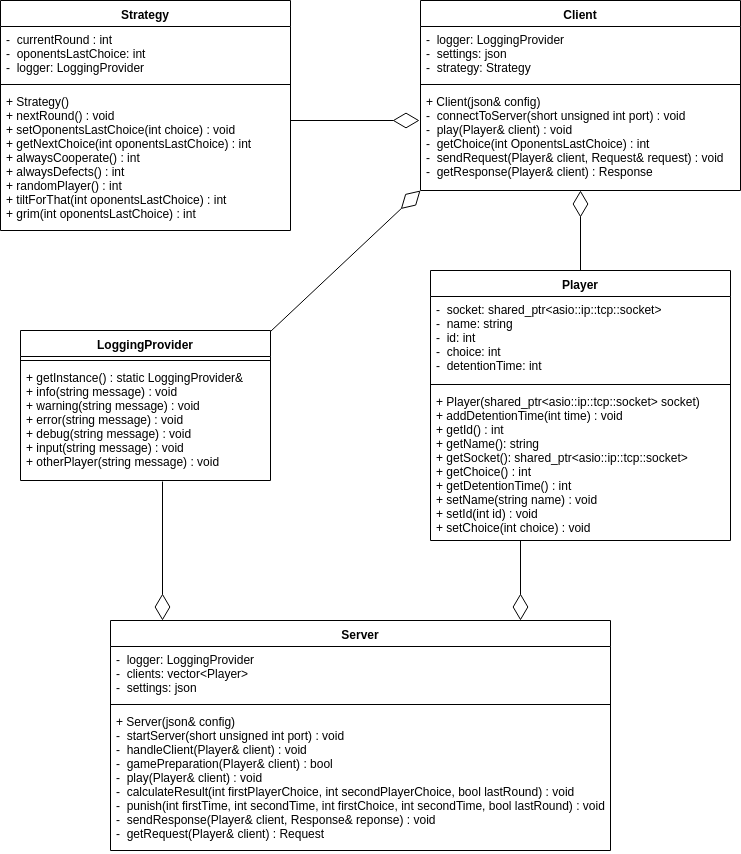 Strategy
- currentRound : int
- oponentsLastChoice: int
- logger: LoggingProvider
+ Strategy()
+ nextRound() : void
+ setOponentsLastChoice(int choice) : void
+ getNextChoice(int oponentsLastChoice) : int
+ alwaysCooperate() : int
+ alwaysDefects() : int
+ randomPlayer() : int
+ tiltForThat(int oponentsLastChoice) : int
+ grim(int oponentsLastChoice) : int
Client
- logger: LoggingProvider
- settings: json
- strategy: Strategy
+ Client(json& config)
- connectToServer(short unsigned int port) : void
- play(Player& client) : void
- getChoice(int OponentsLastChoice) : int
- sendRequest(Player& client, Request& request) : void
- getResponse(Player& client) : Response
LoggingProvider
+ getInstance() : static LoggingProvider&
+ info(string message) : void
+ warning(string message) : void
+ error(string message) : void
+ debug(string message) : void
+ input(string message) : void
+ otherPlayer(string message) : void
Player
- socket: shared_ptr<asio::ip::tcp::socket>
- name: string
- id: int
- choice: int
- detentionTime: int
+ Player(shared_ptr<asio::ip::tcp::socket> socket)
+ addDetentionTime(int time) : void
+ getId() : int
+ getName(): string
+ getSocket(): shared_ptr<asio::ip::tcp::socket>
+ getChoice() : int
+ getDetentionTime() : int
+ setName(string name) : void
+ setId(int id) : void
+ setChoice(int choice) : void
Server
- logger: LoggingProvider
- clients: vector<Player>
- settings: json
+ Server(json& config)
- startServer(short unsigned int port) : void
- handleClient(Player& client) : void
- gamePreparation(Player& client) : bool
- play(Player& client) : void
- calculateResult(int firstPlayerChoice, int secondPlayerChoice, bool lastRound) : void
- punish(int firstTime, int secondTime, int firstChoice, int secondTime, bool lastRound) : void
- sendResponse(Player& client, Response& reponse) : void
- getRequest(Player& client) : Request